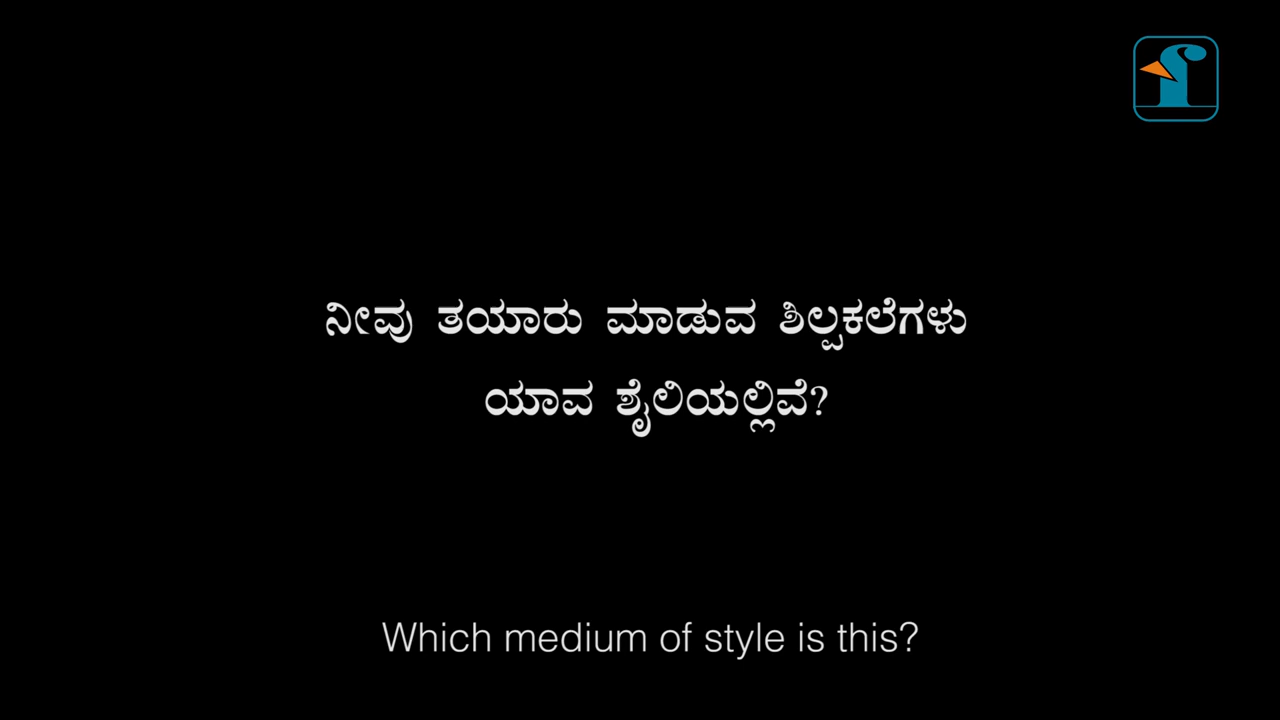 ನೀವು ತಯಾರು ಮಾಡುವ ಶಿಲ್ಪಕಲೆಗಳು
ಯಾವ ಶೈಲಿಯಲ್ಲಿವೆ?
Which medium of style is this?